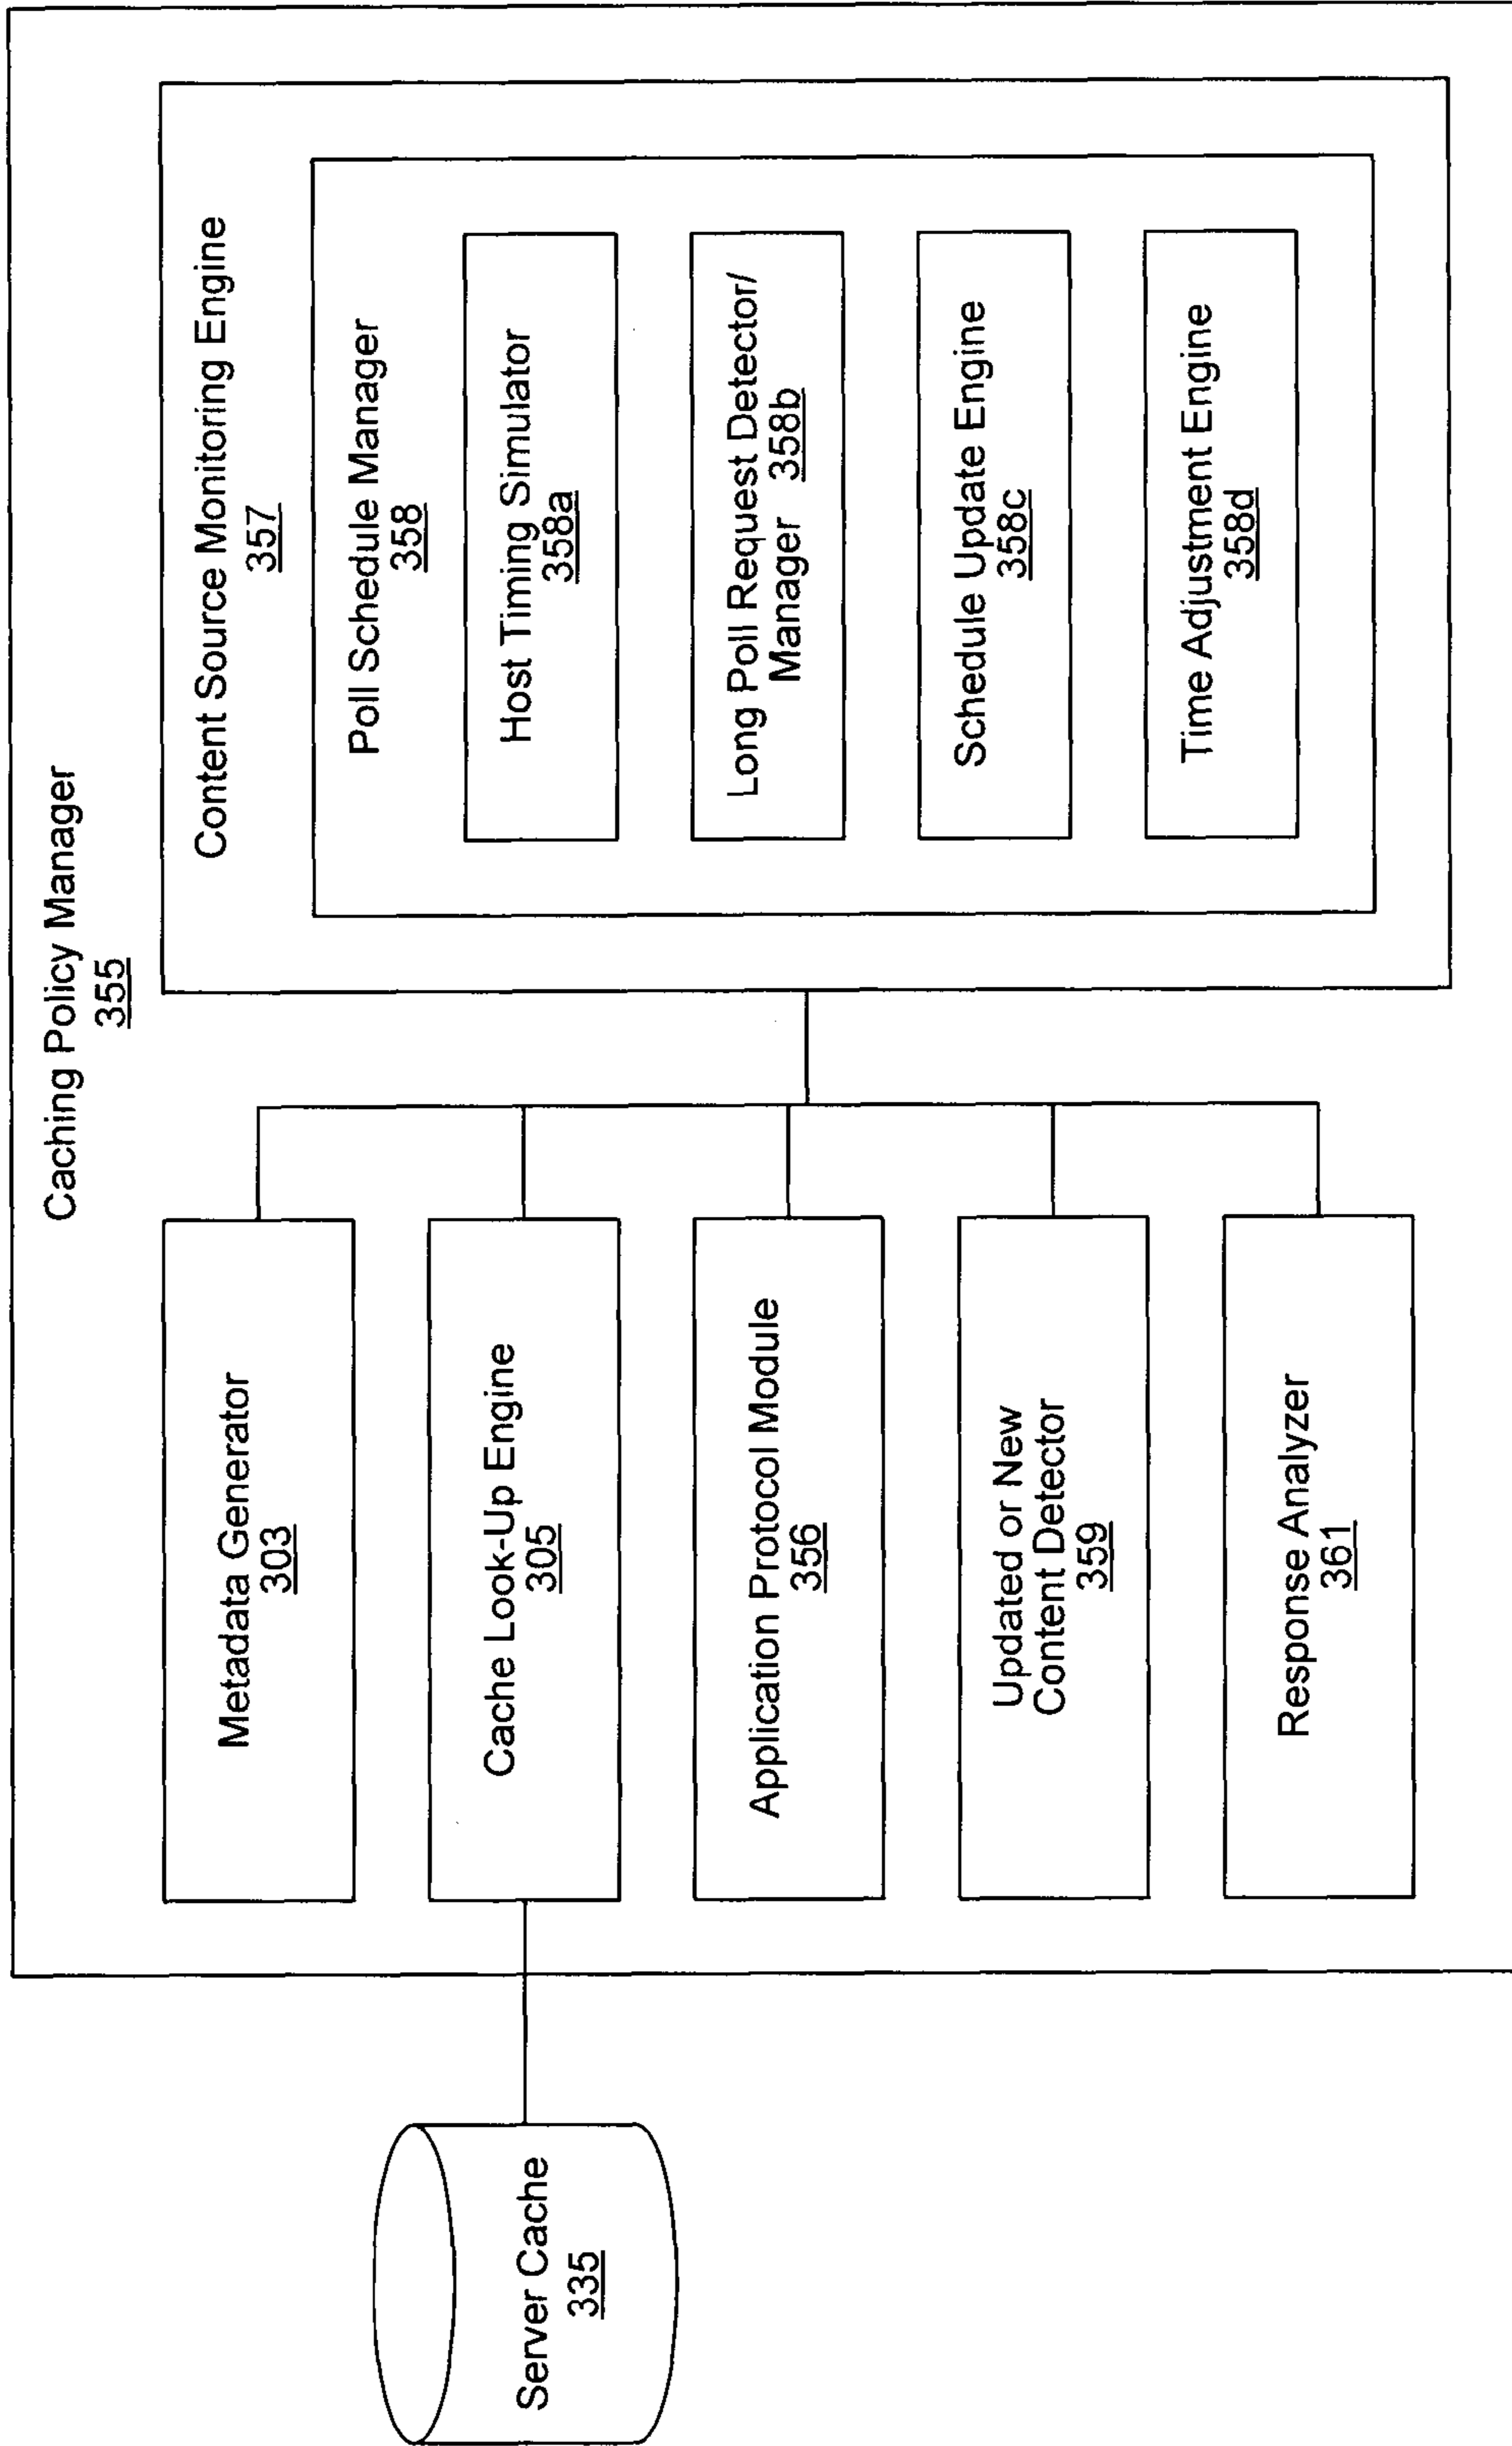 Caching Policy Manager
355
Server Cache
335
Metadata Generator
303
Cache Look-Up Engine
305
Application Protocol Module
356
Updated or New
Content Detector
359
Response Analyzer
361
Content Source Monitoring Engine
357
Poll Schedule Manager
358
Host Timing Simulator
358a
Long Poll Request Detector/
Manager 358b
Schedule Update Engine
358c
Time Adjustment Engine
358d